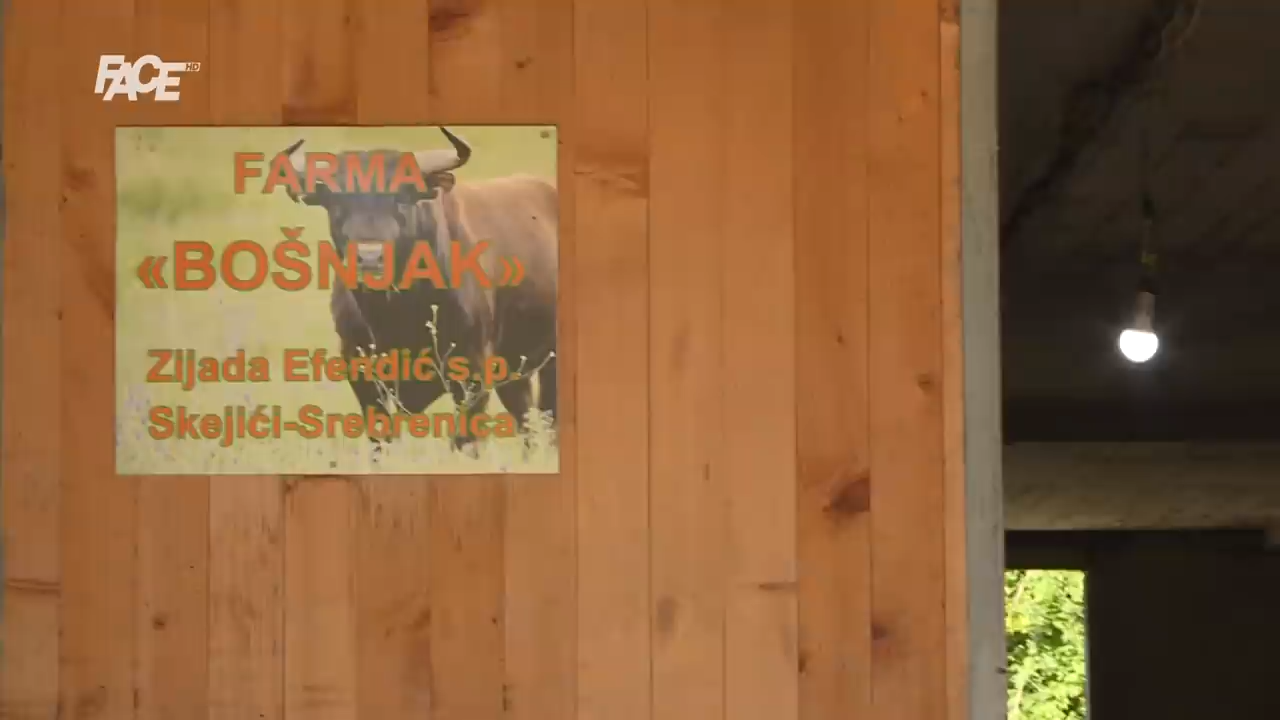 FACE HD
FARMA
«BOŠNJAK»
Zijada Efendić s.p.
Skejići-Srebrenica